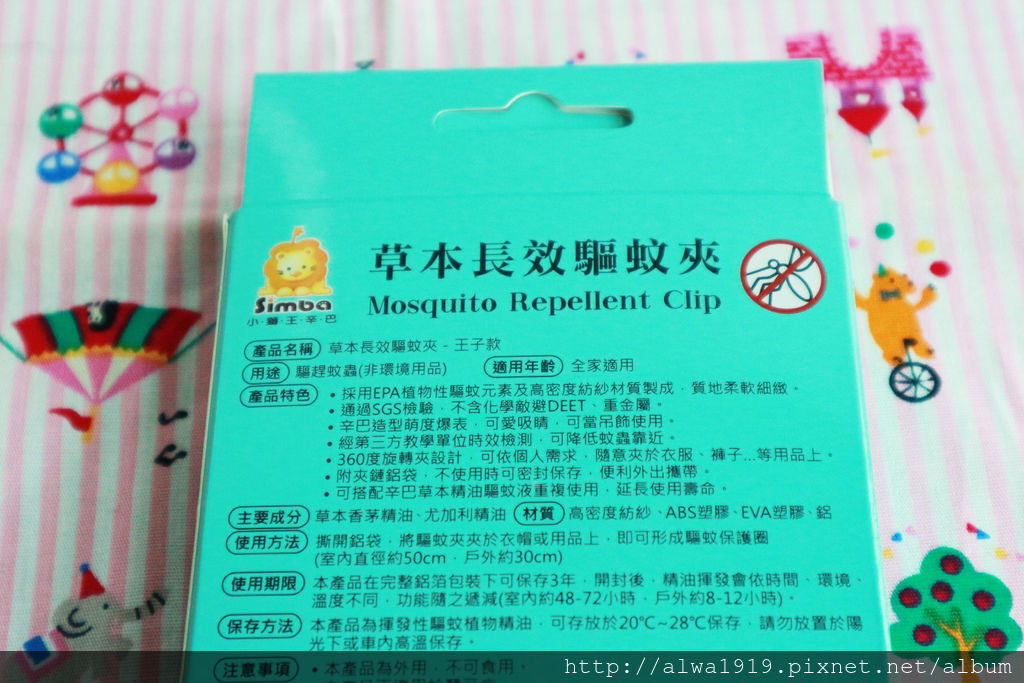 草本長效驅蚊夾
Mosquito Repellent Clip
Simba
小·獅·王·辛·巴
產品名稱 草本長效驅蚊夾 - 王子款
用途 驅趕蚊蟲(非環境用品) 適用年齡 全家適用
產品特色 • 採用EPA植物性驅蚊元素及高密度紡紗材質製成，質地柔軟細緻。
• 通過SGS檢驗，不含化學敵避DEET、重金屬。
• 辛巴造型萌度爆表，可愛吸睛，可當吊飾使用。
• 經第三方教學單位時效檢測，可降低蚊蟲靠近。
• 360度旋轉夾設計，可依個人需求，隨意夾於衣服、褲子...等用品上。
• 附夾鏈鋁袋，不使用時可密封保存，便利外出攜帶。
• 可搭配辛巴草本精油驅蚊液重複使用，延長使用壽命。
主要成分 草本香茅精油、尤加利精油 材質 高密度紡紗、ABS塑膠、EVA塑膠、鋁
使用方法 撕開鋁袋，將驅蚊夾夾於衣帽或用品上，即可形成驅蚊保護圈
(室內直徑約50cm，戶外約30cm)
使用期限 本產品在完整鋁箔包裝下可保存3年，開封後，精油揮發會依時間、環境、
溫度不同，功能隨之遞減(室內約48-72小時，戶外約8-12小時)。
保存方法 本產品為揮發性驅蚊植物精油，可存放於20℃~28℃保存，請勿放置於陽
光下或車內高溫保存。
注意事項 • 本產品為外用，不可食用。
http://alwa1919.pixnet.net/album